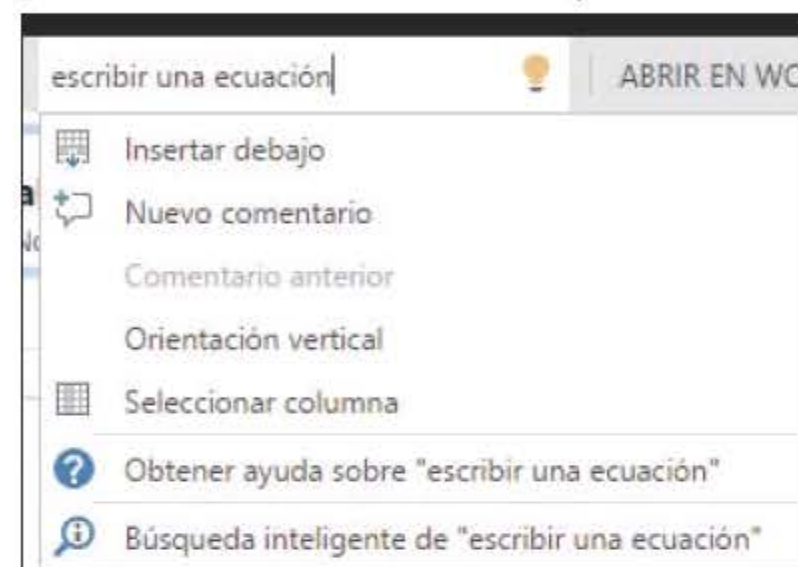 escribir una ecuación ABRIR EN WO
Insertar debajo
Nuevo comentario
Comentario anterior
Orientación vertical
Seleccionar columna
Obtener ayuda sobre "escribir una ecuación"
Búsqueda inteligente de "escribir una ecuación"